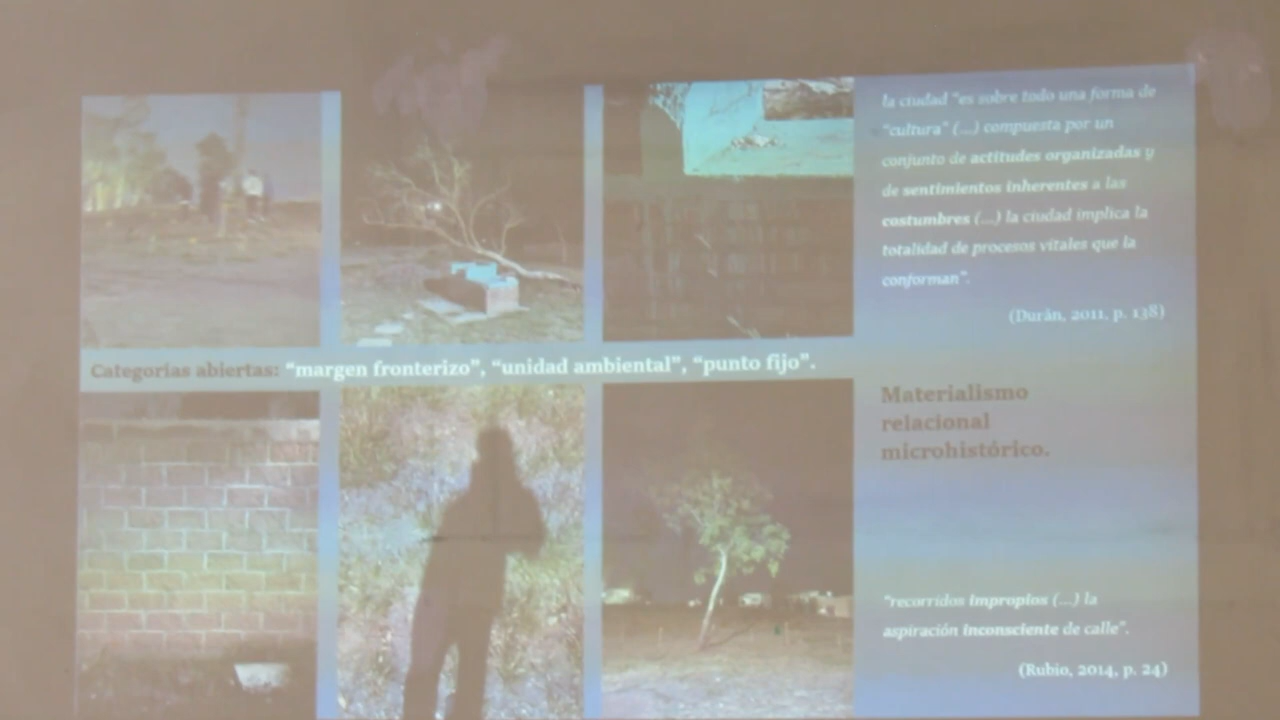 la ciudad "es sobre todo una forma de
"cultura" (...) compuesta por un
conjunto de actitudes organizadas y
de sentimientos inherentes a las
costumbres (...) la ciudad implica la
totalidad de procesos vitales que la
conforman".
(Durán, 2011, p. 138)
Categorías abiertas: “margen fronterizo”, “unidad ambiental”, “punto fijo”.
Materialismo
relacional
microhistórico.
“recorridos impropios (...) la
aspiración inconsciente de calle”.
(Rubio, 2014, p. 24)